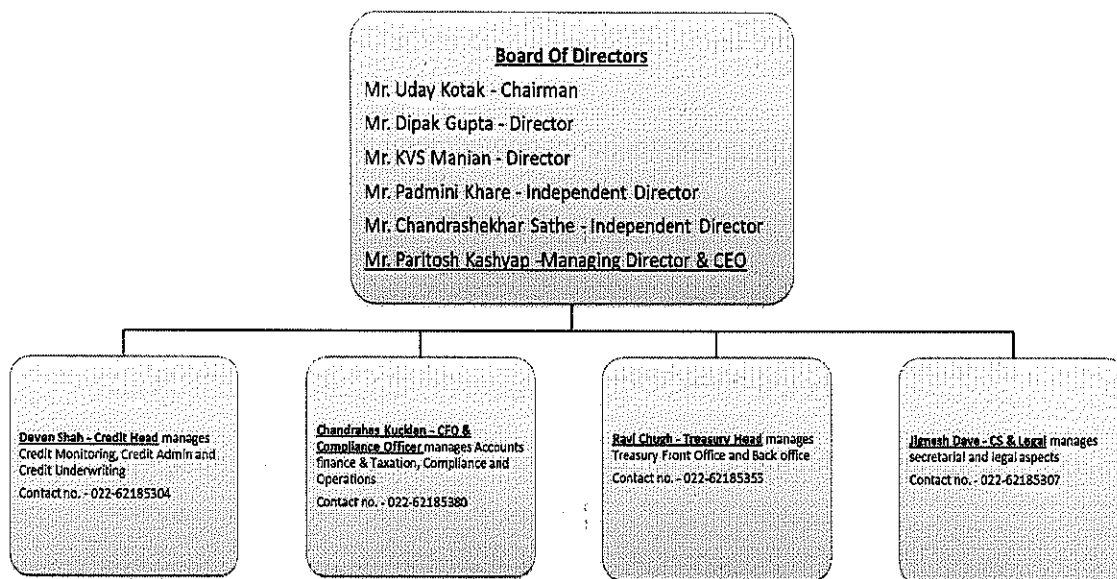 Board Of Directors
Mr. Uday Kotak - Chairman
Mr. Dipak Gupta - Director
Mr. KVS Manian - Director
Mr. Padmini Khare - Independent Director
Mr. Chandrashekhar Sathe - Independent Director
Mr. Paritosh Kashyap -Managing Director & CEO
Deven Shah - Credit Head manages
Credit Monitoring, Credit Admin and
Credit Underwriting
Contact no. - 022-62185304
Chandrahas Kucklen - CFO &
Compliance Officer manages Accounts
finance & Taxation, Compliance and
Operations
Contact no. - 022-62185380
Ravi Chugh - Treasury Head manages
Treasury Front Office and Back office
Contact no. - 022-62185355
Jignesh Dave - CS & Legal manages
secretarial and legal aspects
Contact no. - 022-62185307